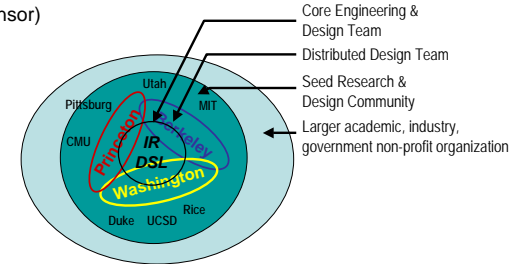 nsor)
Core Engineering &
Design Team
Distributed Design Team
Seed Research &
Design Community
Larger academic, industry,
government non-profit organization
Utah
Pittsburg
MIT
CMU
Princeton
Berkeley
IR
DSL
Washington
Duke
UCSD
Rice